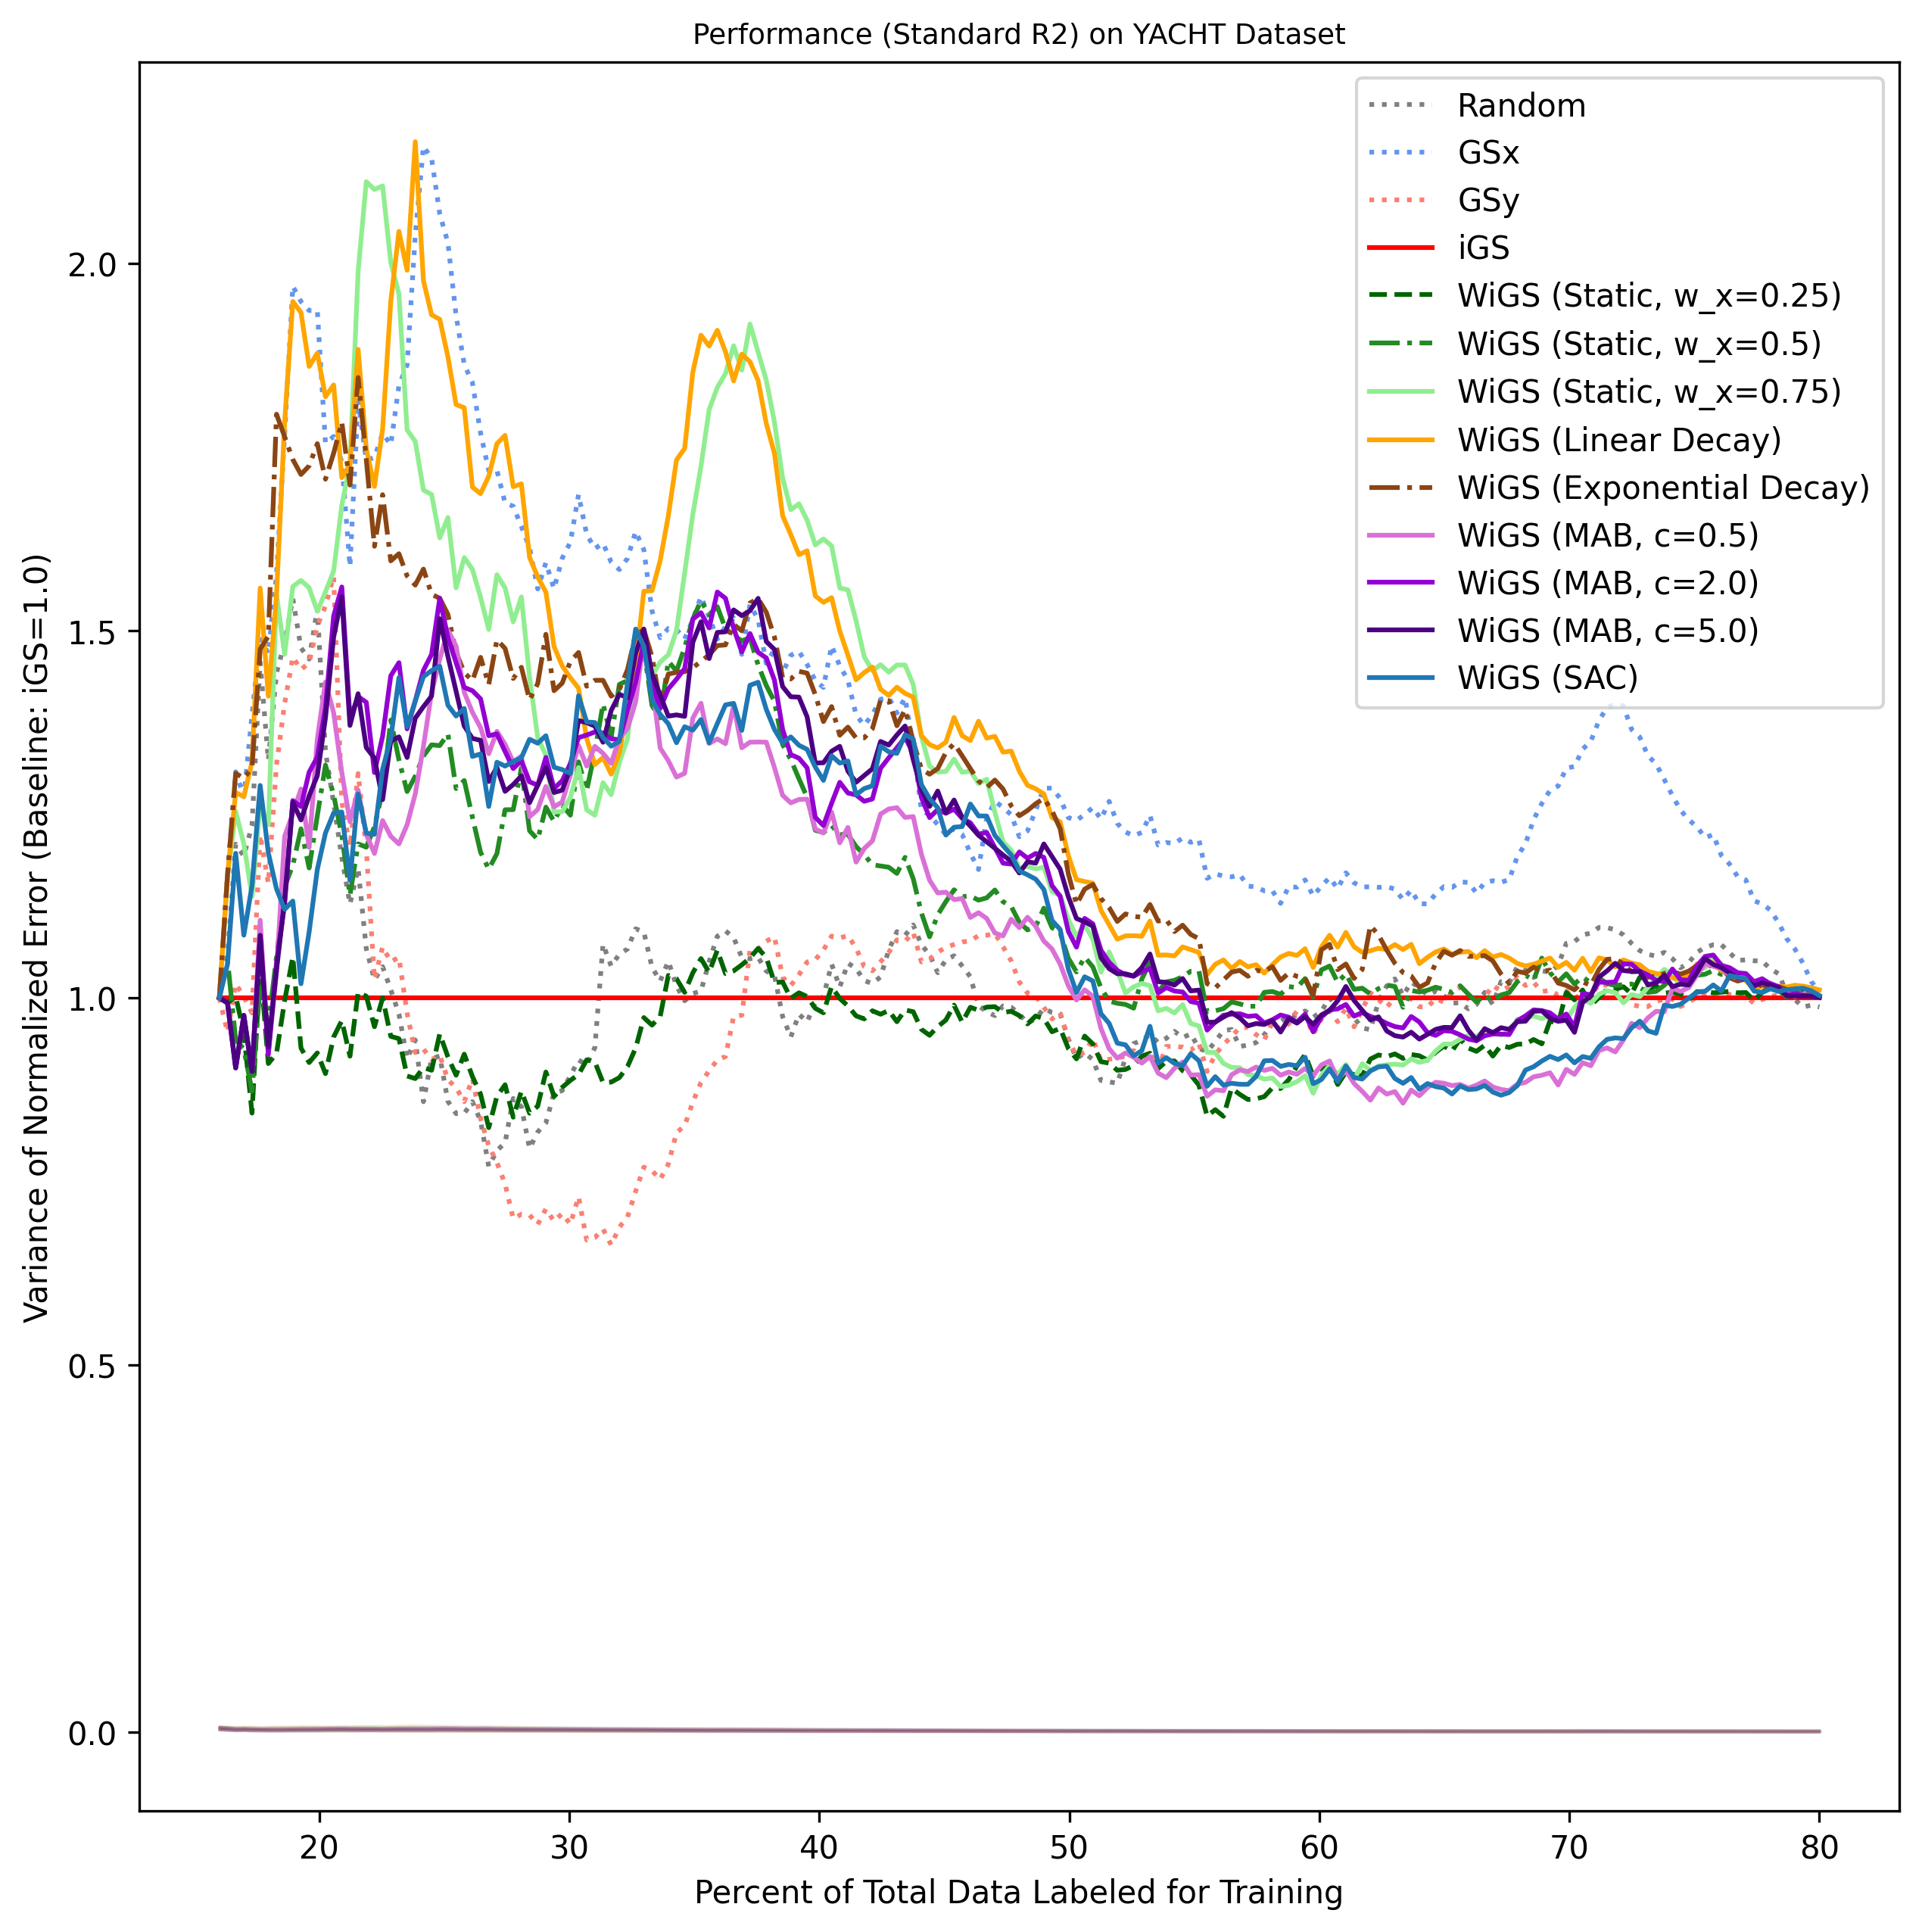 Performance (Standard R2) on YACHT Dataset
Variance of Normalized Error (Baseline: iGS=1.0)
2.0
1.5
1.0
0.5
0.0
Random
GSx
GSy
iGS
WiGS (Static, w_x=0.25)
WiGS (Static, w_x=0.5)
WiGS (Static, w_x=0.75)
WiGS (Linear Decay)
WiGS (Exponential Decay)
WiGS (MAB, c=0.5)
WiGS (MAB, c=2.0)
WiGS (MAB, c=5.0)
WiGS (SAC)
20 30 40 50 60 70 80
Percent of Total Data Labeled for Training